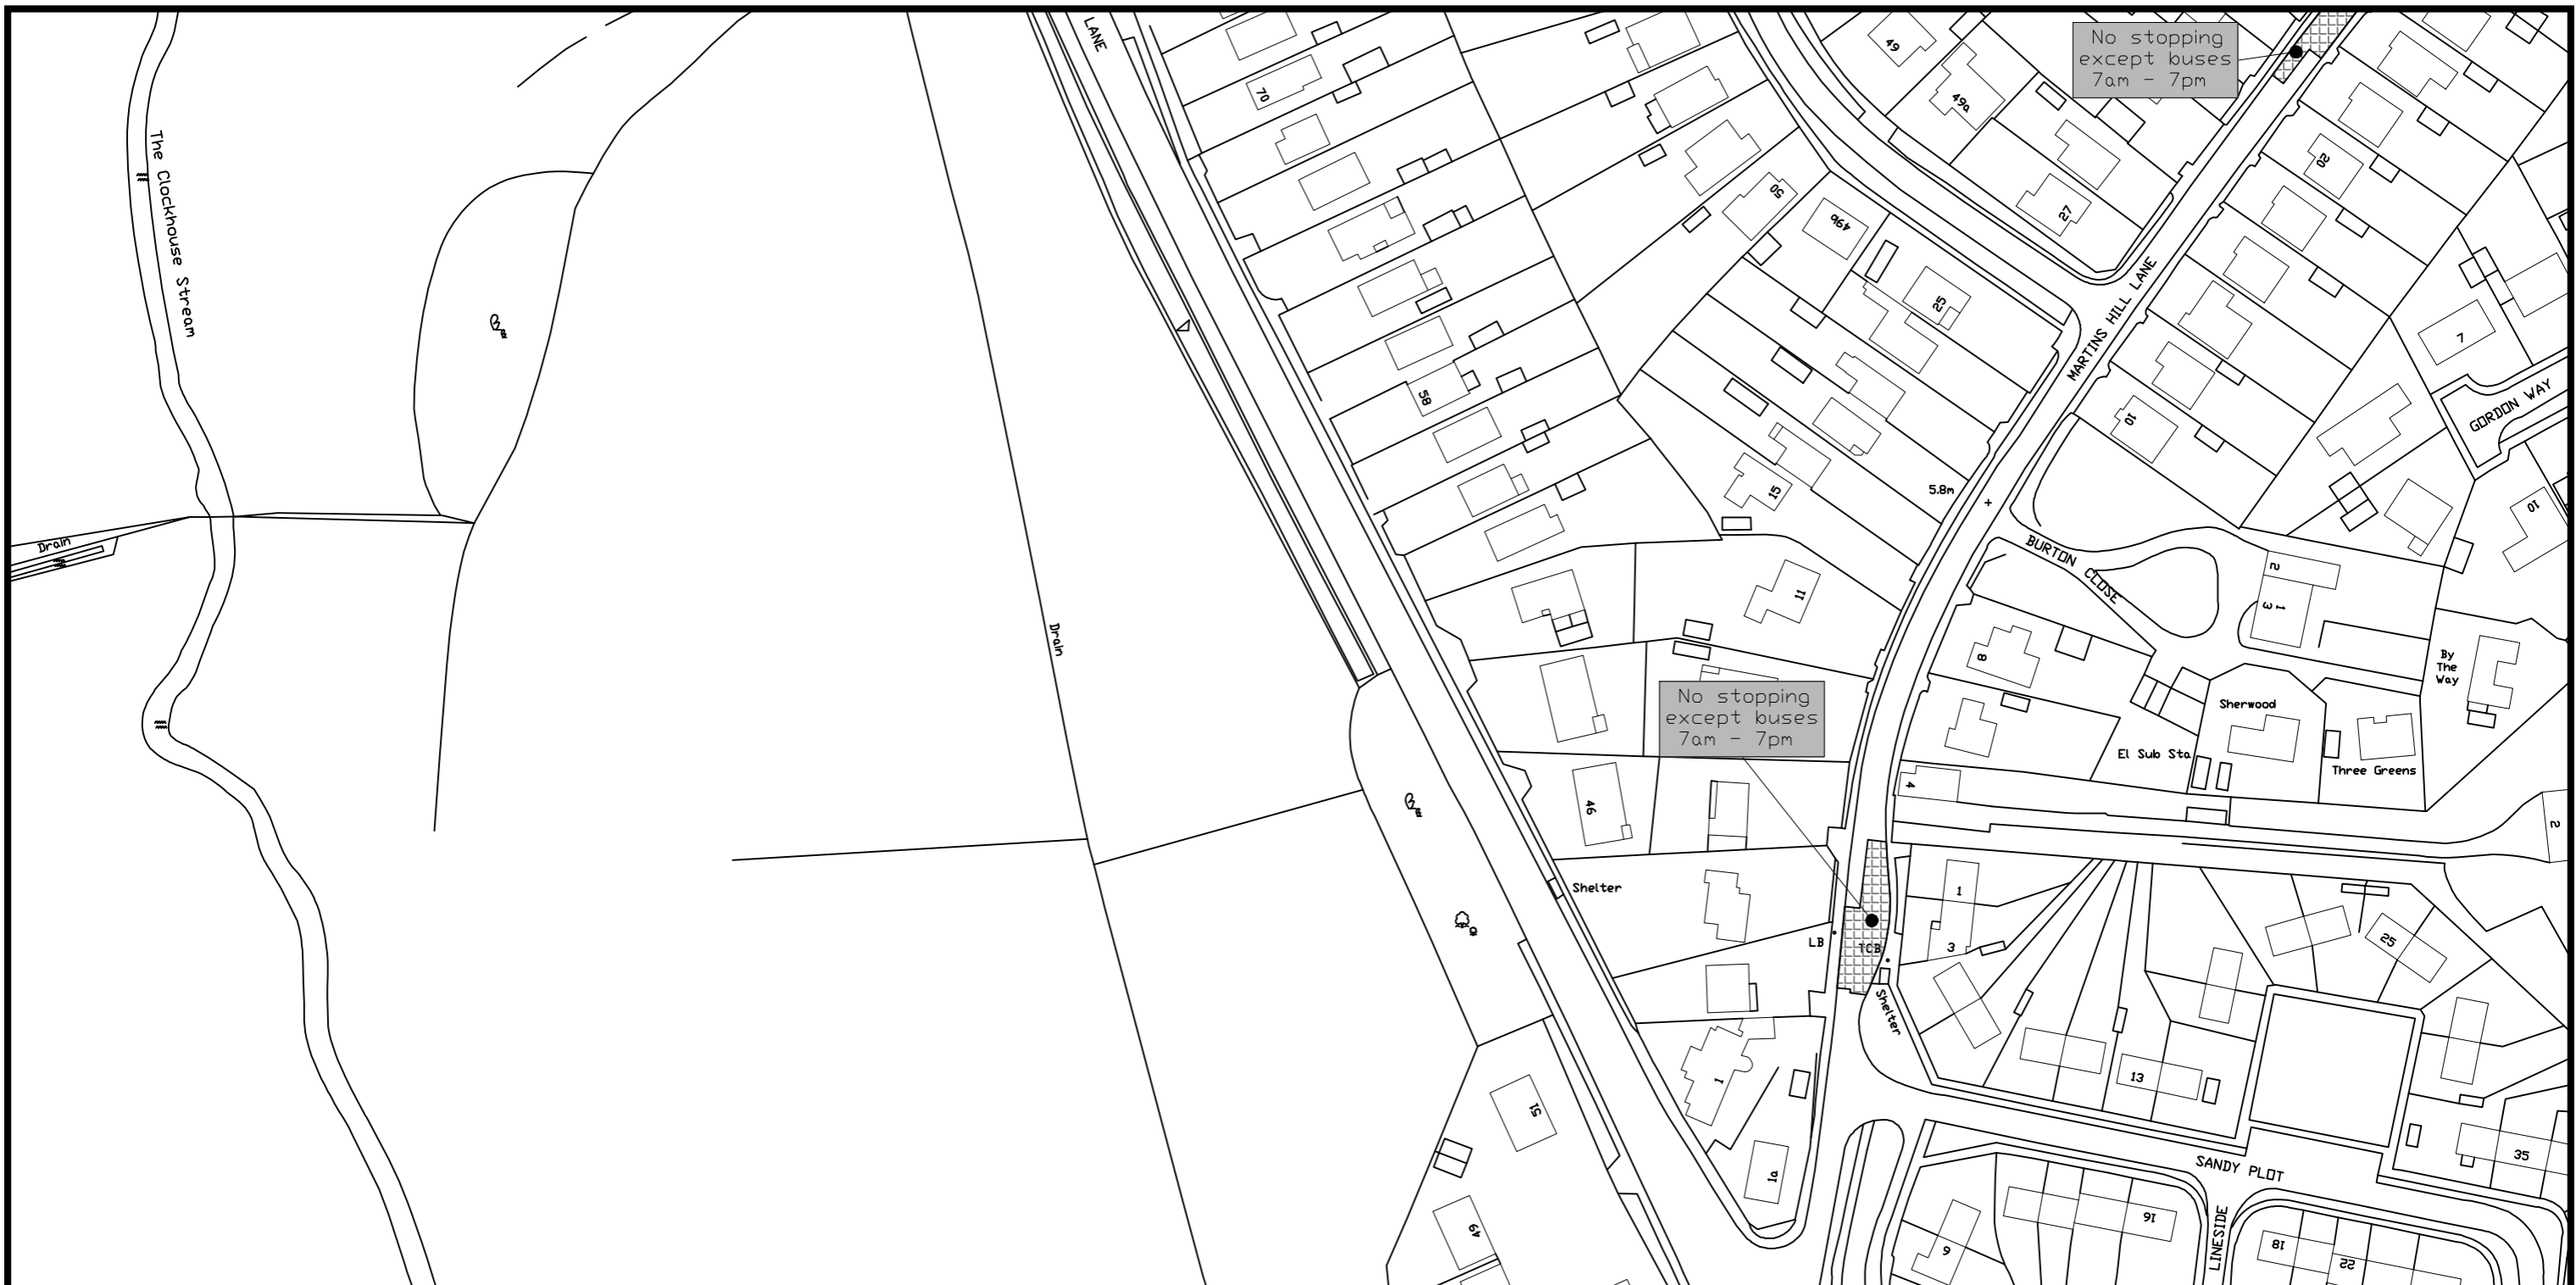 LANE
70
49
49a
No stopping
except buses
7am - 7pm
The Clockhouse Stream
50
49b
27
20
25
MARTINS HILL LANE
7
58
10
GORDON WAY
15
5.8m
10
Drain
BURTON CLOSE
2
1
3
11
Drain
8
By
The
Way
No stopping
except buses
7am - 7pm
Sherwood
El Sub Sta
Three Greens
4
46
2
Shelter
1
LB
TCB
3
25
Shelter
13
1
51
1a
SANDY PLOT
35
49
9
16
LINESIDE
18
22